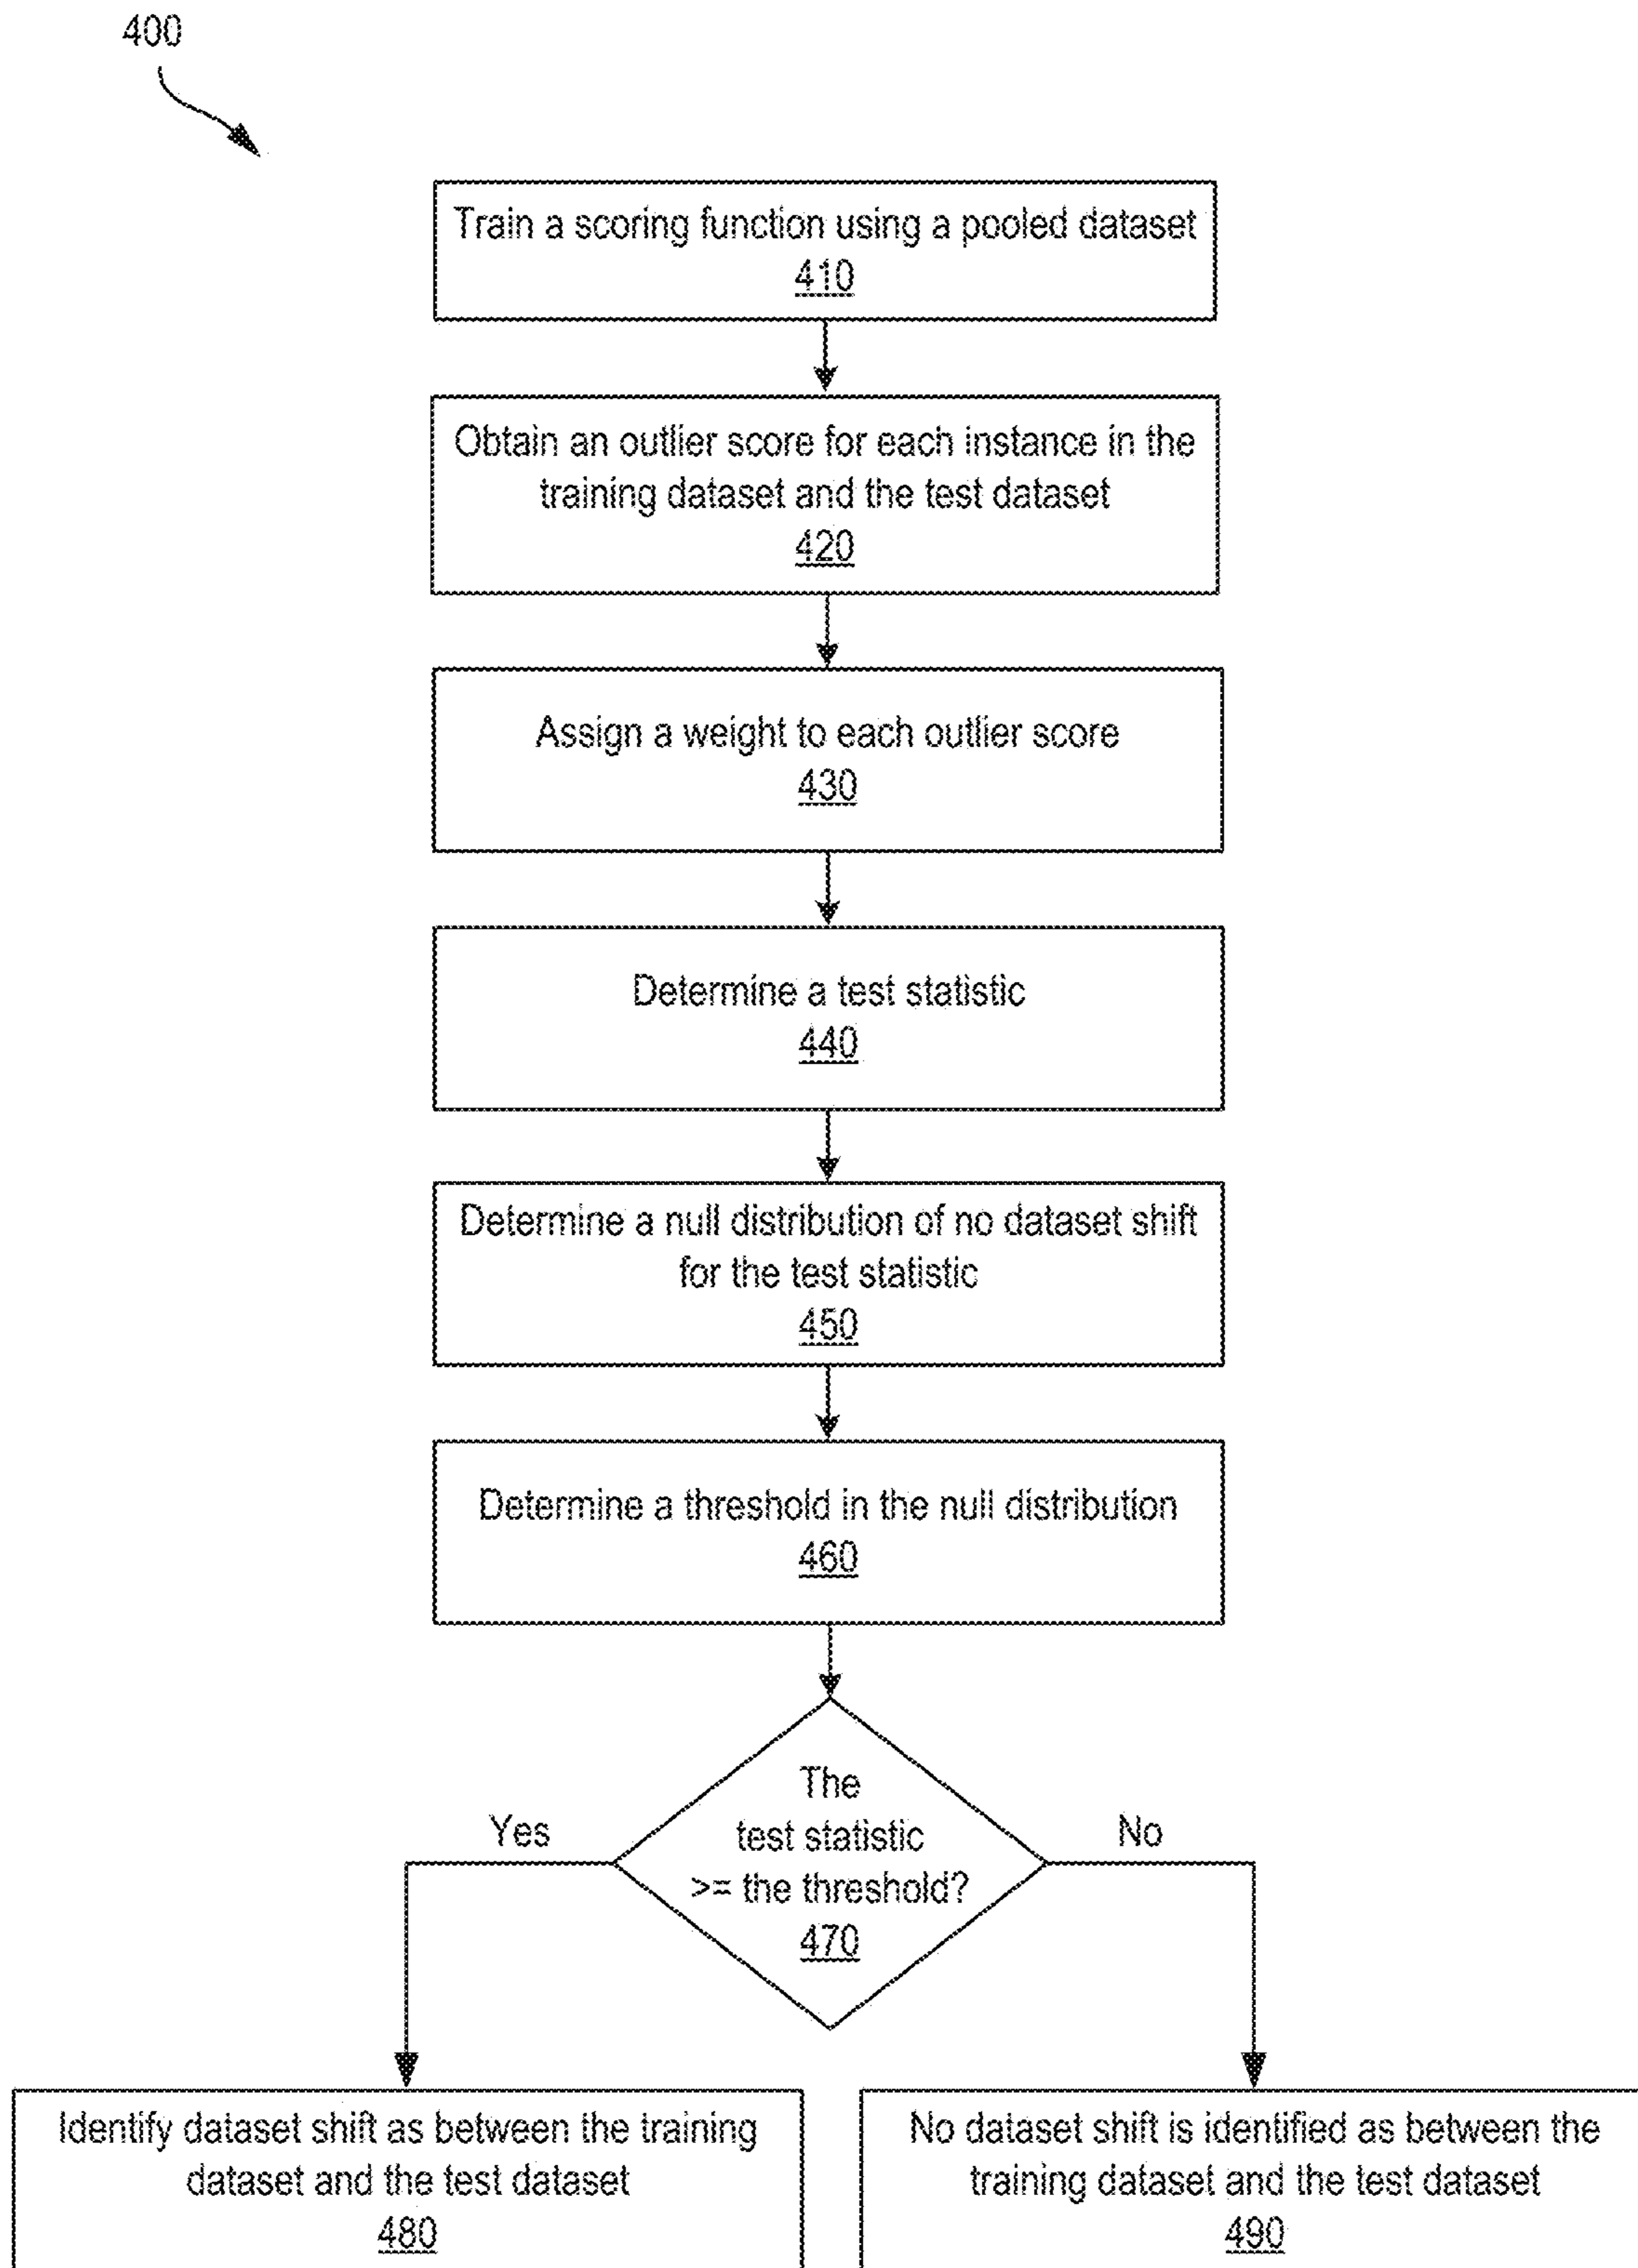 400
Train a scoring function using a pooled dataset
410
Obtain an outlier score for each instance in the
training dataset and the test dataset
420
Assign a weight to each outlier score
430
Determine a test statistic
440
Determine a null distribution of no dataset shift
for the test statistic
450
Determine a threshold in the null distribution
460
The
test statistic
>= the threshold?
470
Yes
No
Identify dataset shift as between the training
dataset and the test dataset
480
No dataset shift is identified as between the
training dataset and the test dataset
490